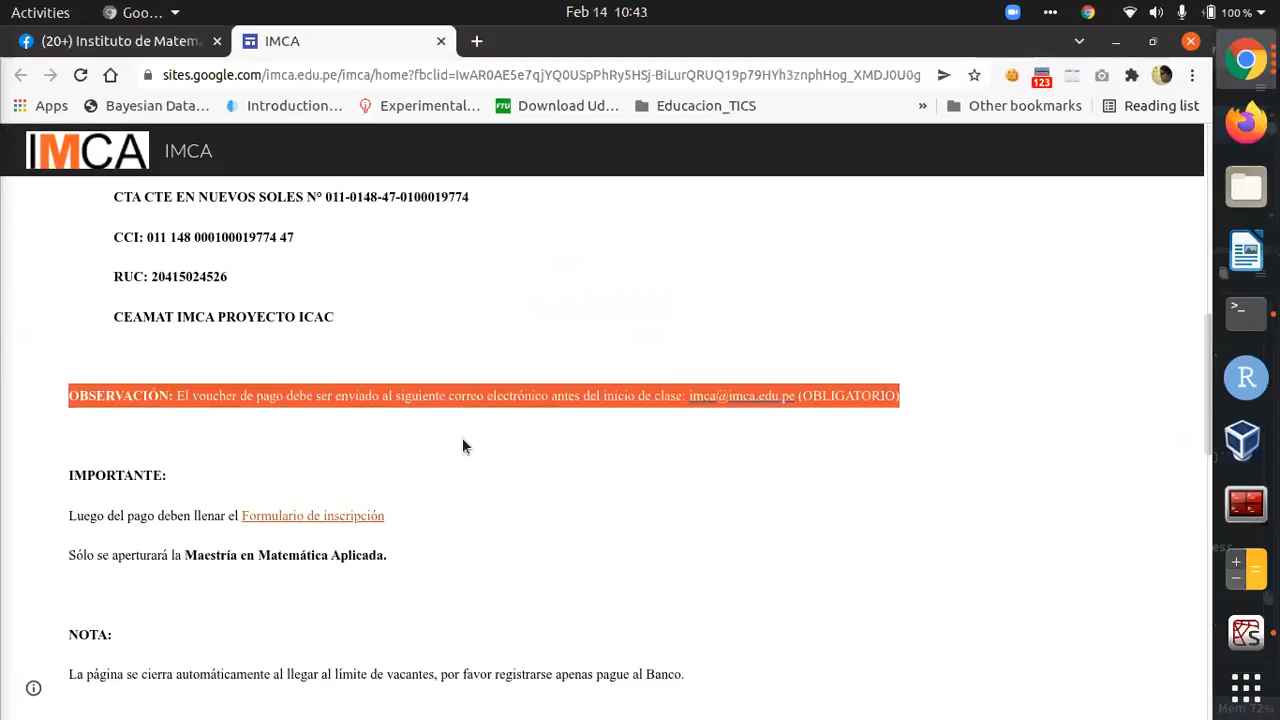 Activities
Goo…
Feb 14 10:43
100 %
(20+) Instituto de Matem
IMCA
sites.google.com/imca.edu.pe/imca/home?fbclid=IwAR0AE5e7qjYQ0USpPhRy5HSj-BiLurQRUQ19p79HYh3znphHog_XMDJ0U0g
123
Apps
Bayesian Data…
Introduction…
Experimental…
FTU
Download Ud…
Educacion_TICS
»
Other bookmarks
Reading list
IMCA
IMCA
CTA CTE EN NUEVOS SOLES N° 011-0148-47-0100019774
CCI: 011 148 000100019774 47
RUC: 20415024526
CEAMAT IMCA PROYECTO ICAC
OBSERVACIÓN: El voucher de pago debe ser enviado al siguiente correo electrónico antes del inicio de clase: imca@imca.edu.pe (OBLIGATORIO)
IMPORTANTE:
Luego del pago deben llenar el Formulario de inscripción
Sólo se aperturará la Maestría en Matemática Aplicada.
NOTA:
La página se cierra automáticamente al llegar al límite de vacantes, por favor registrarse apenas pague al Banco.
Mem 72%